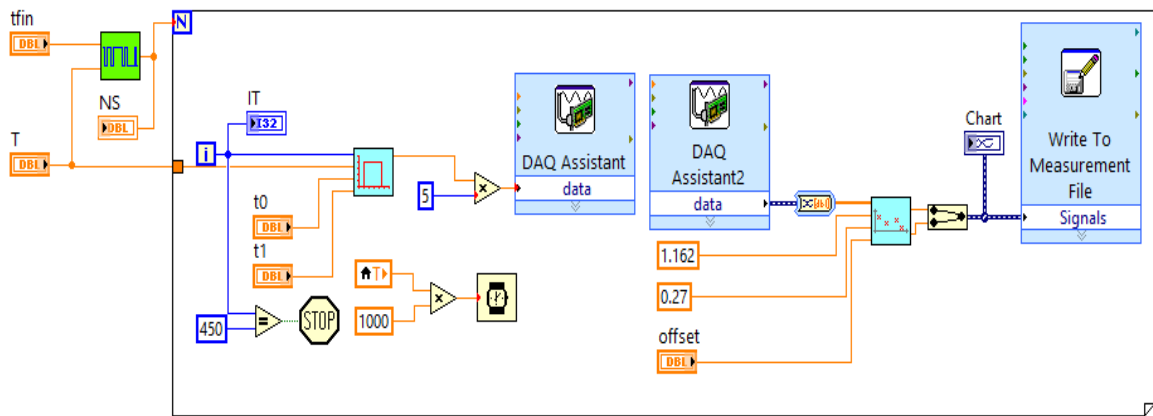 tfin
DBL
NS
DBL
T
DBL
N
IT
I32
i
t0
DBL
t1
DBL
450
=
STOP
5
×
T
1000
×
DAQ Assistant
data
DAQ
Assistant2
data
1.162
0.27
offset
DBL
Chart
Write To
Measurement
File
Signals